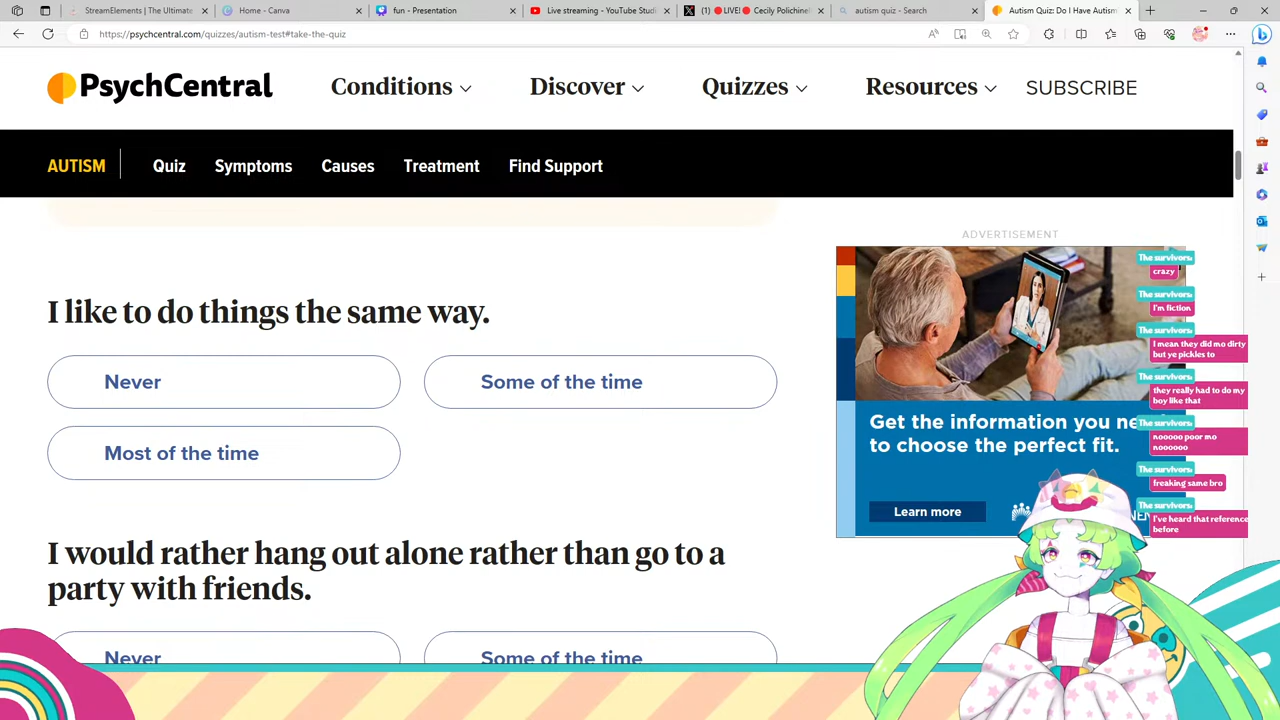 StreamElements | The Ultimate
Home - Canva
fun - Presentation
Live streaming - YouTube Studi
(1) 🔴LIVE!🔴 Cecily Polichinel
autism quiz - Search
Autism Quiz: Do I Have Autism
https://psychcentral.com/quizzes/autism-test#take-the-quiz
PsychCentral
Conditions
Discover
Quizzes
Resources
SUBSCRIBE
AUTISM
Quiz
Symptoms
Causes
Treatment
Find Support
ADVERTISEMENT
I like to do things the same way.
Never
Some of the time
Most of the time
I would rather hang out alone rather than go to a
party with friends.
Never
Some of the time
Get the information you ne
to choose the perfect fit.
Learn more
The survivors:
crazy
The survivors:
I'm fiction
The survivors:
I mean they did mo dirty
but ye pickles to
The survivors:
they really had to do my
boy like that
The survivors:
nooooo poor mo
noooooo
The survivors:
freaking same bro
The survivors:
I've heard that reference
before